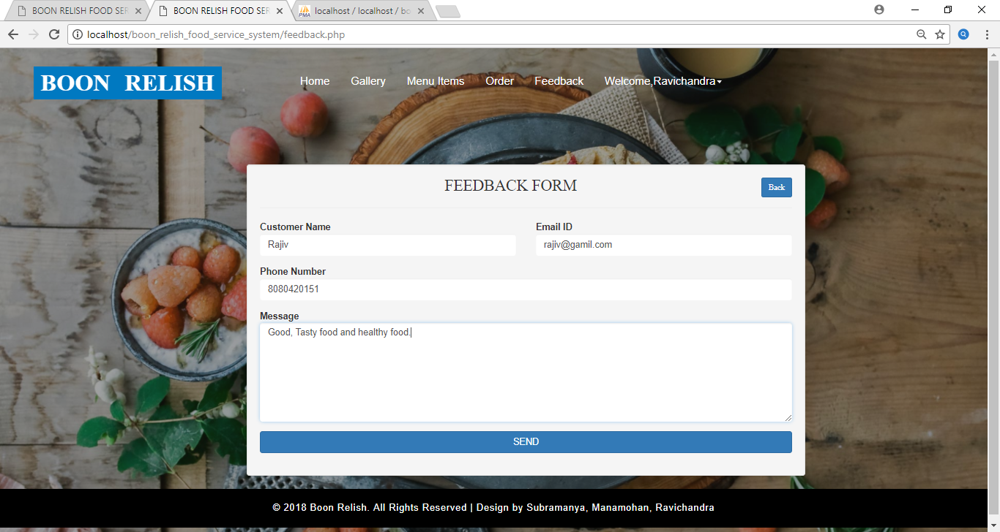 BOON RELISH FOOD SER
BOON RELISH FOOD SER
PMA
localhost / localhost / bo
localhost/boon_relish_food_service_system/feedback.php
BOON RELISH
Home Gallery Menu Items Order Feedback Welcome,Ravichandra
FEEDBACK FORM
Back
Customer Name Email ID
Rajiv rajiv@gamil.com
Phone Number
8080420151
Message
Good, Tasty food and healthy food.
SEND
© 2018 Boon Relish. All Rights Reserved | Design by Subramanya, Manamohan, Ravichandra